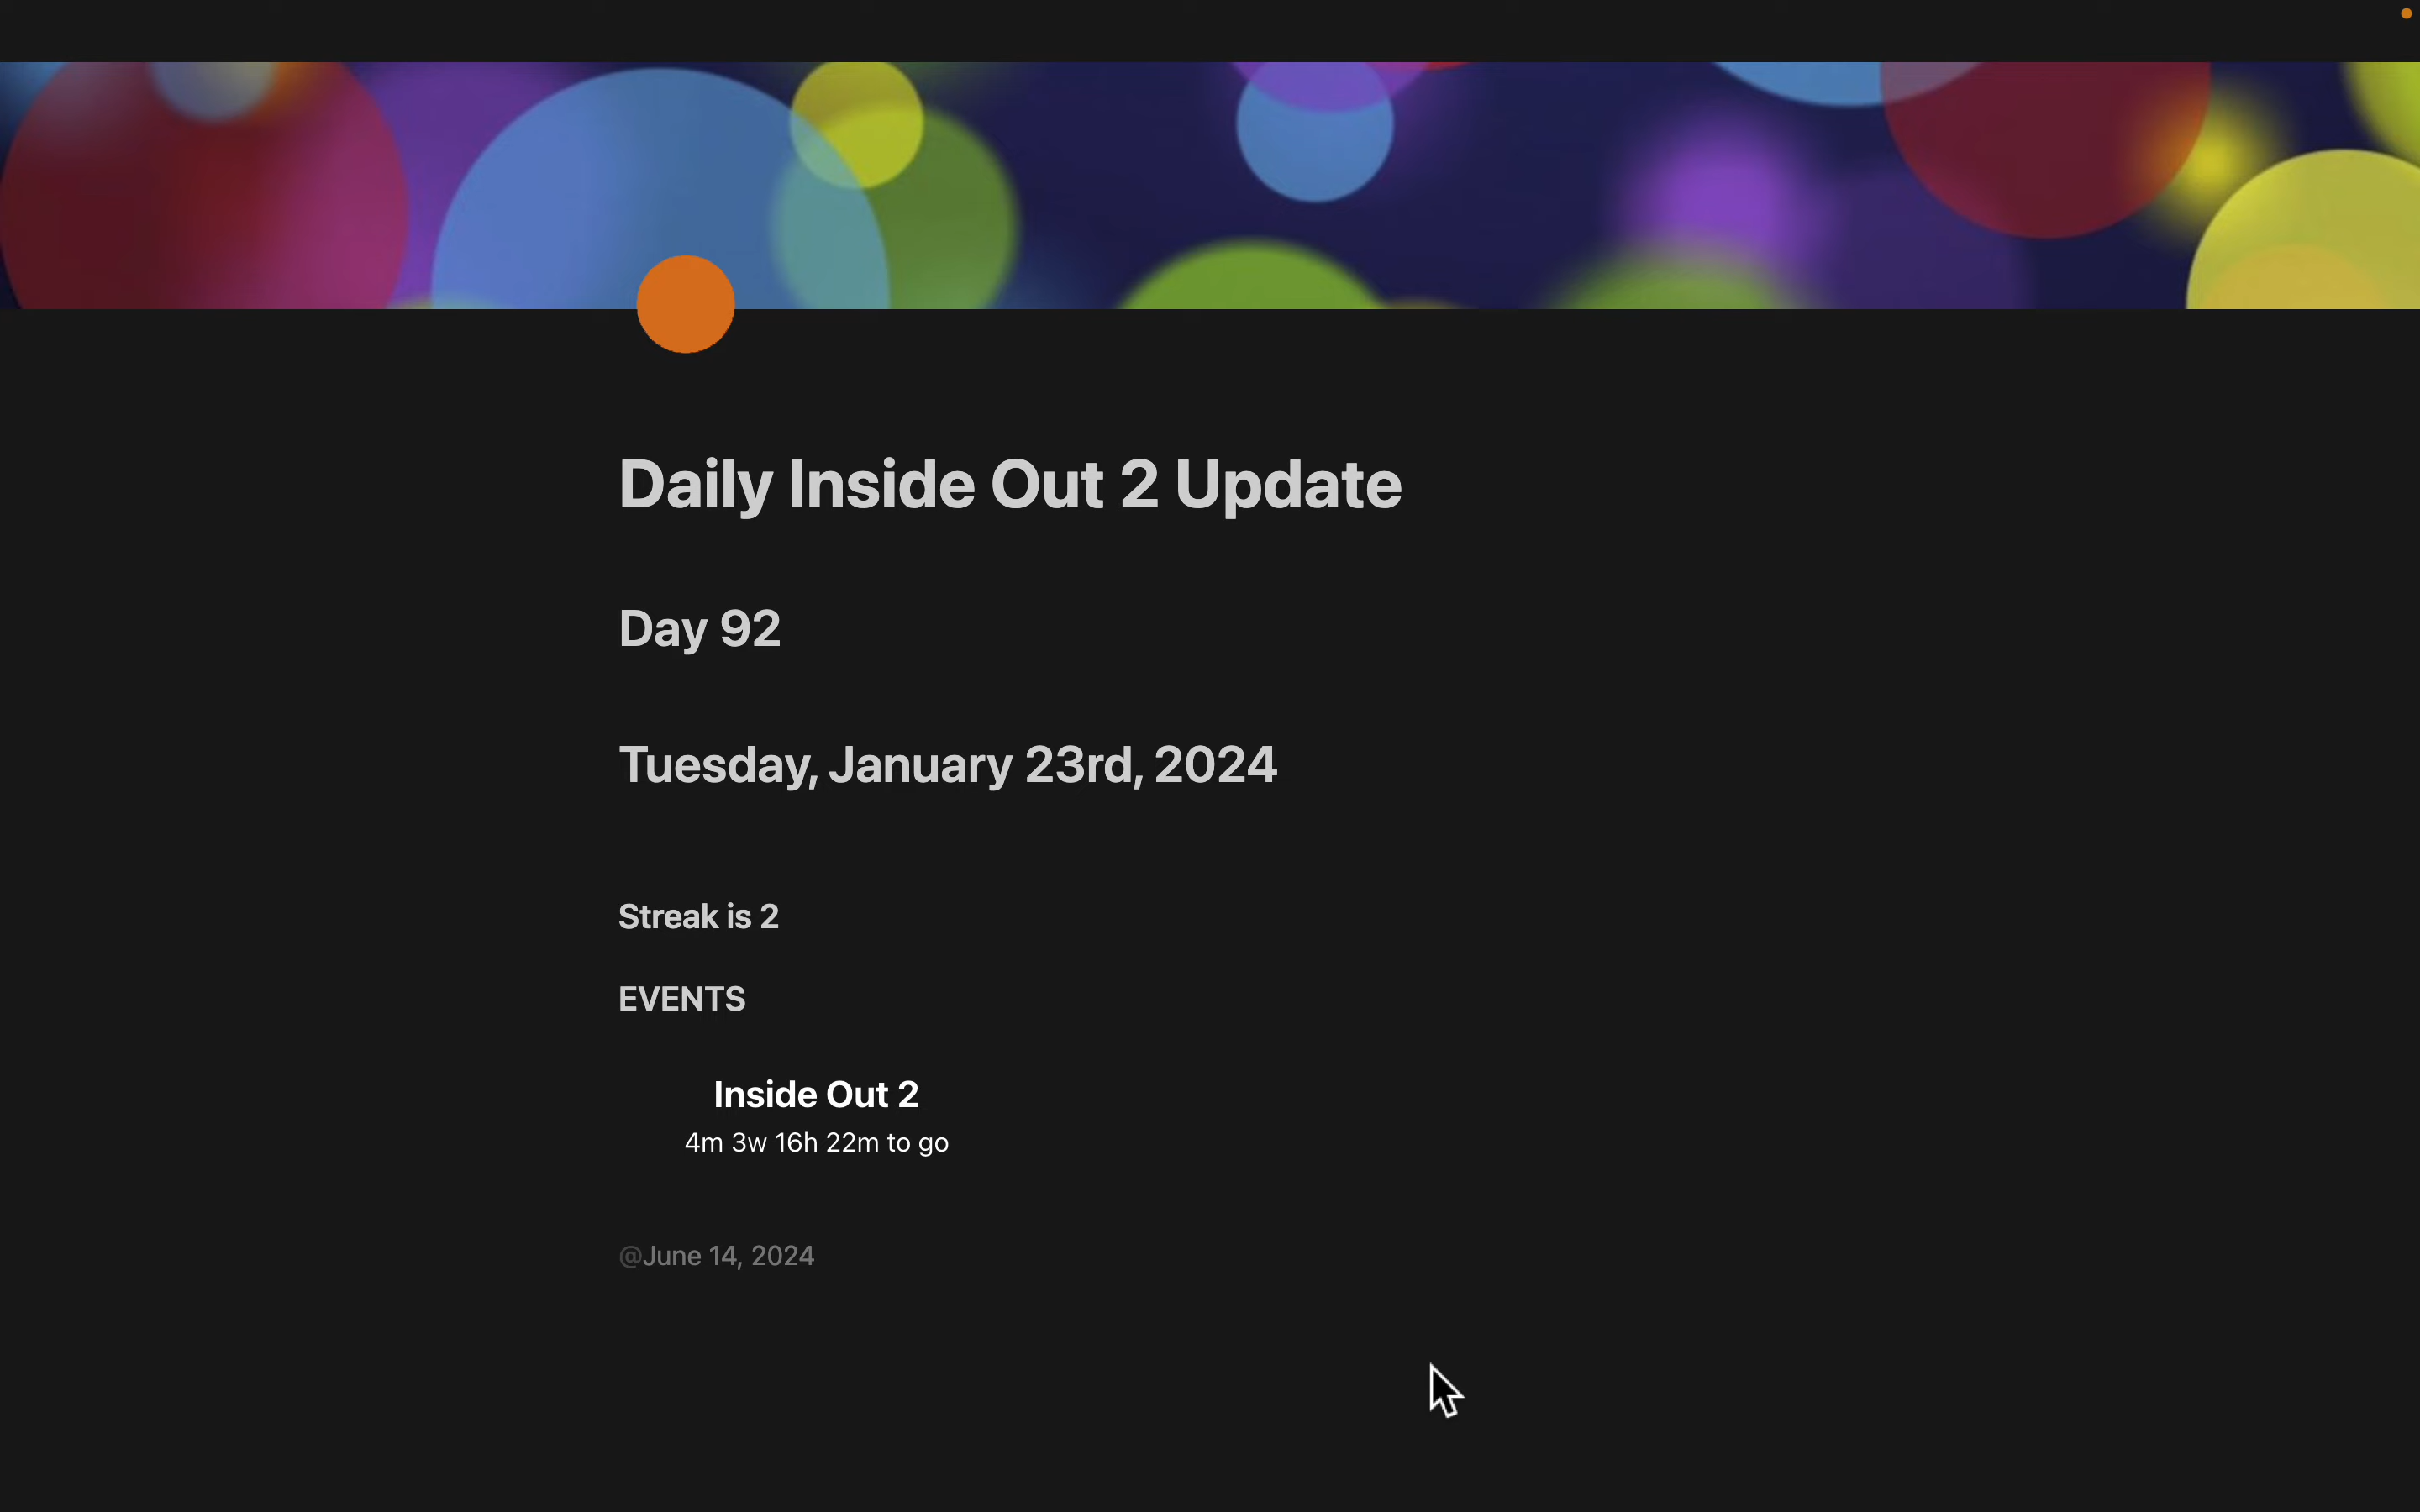 Daily Inside Out 2 Update
Day 92
Tuesday, January 23rd, 2024
Streak is 2
EVENTS
Inside Out 2
4m 3w 16h 22m to go
@June 14, 2024